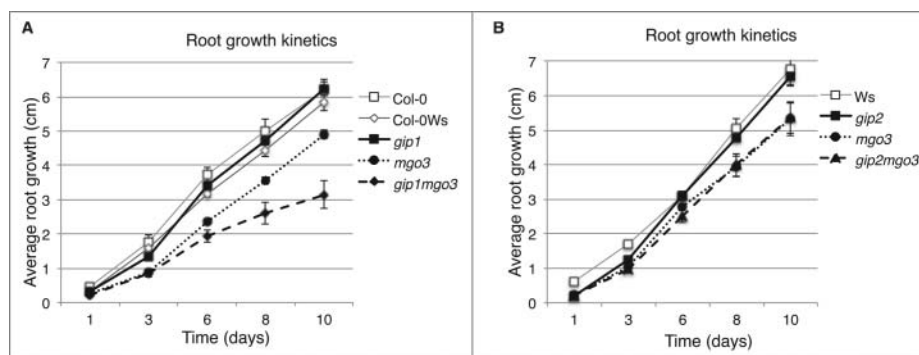 A
Root growth kinetics
Average root growth (cm)
7
6
5
4
3
2
1
0
1 3 6 8 10
Time (days)
Col-0
Col-0Ws
gip1
mgo3
gip1mgo3
B
Root growth kinetics
Average root growth (cm)
7
6
5
4
3
2
1
0
1 3 6 8 10
Time (days)
Ws
gip2
mgo3
gip2mgo3